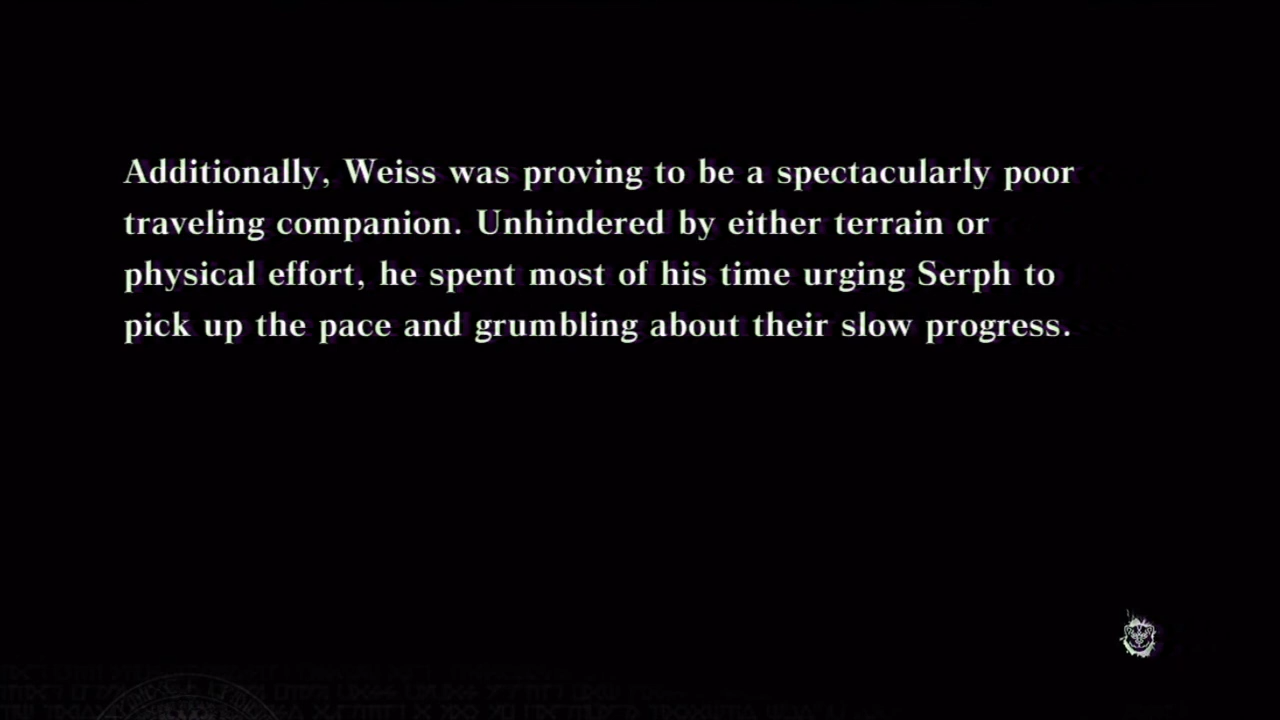 Additionally, Weiss was proving to be a spectacularly poor
traveling companion. Unhindered by either terrain or
physical effort, he spent most of his time urging Serph to
pick up the pace and grumbling about their slow progress.